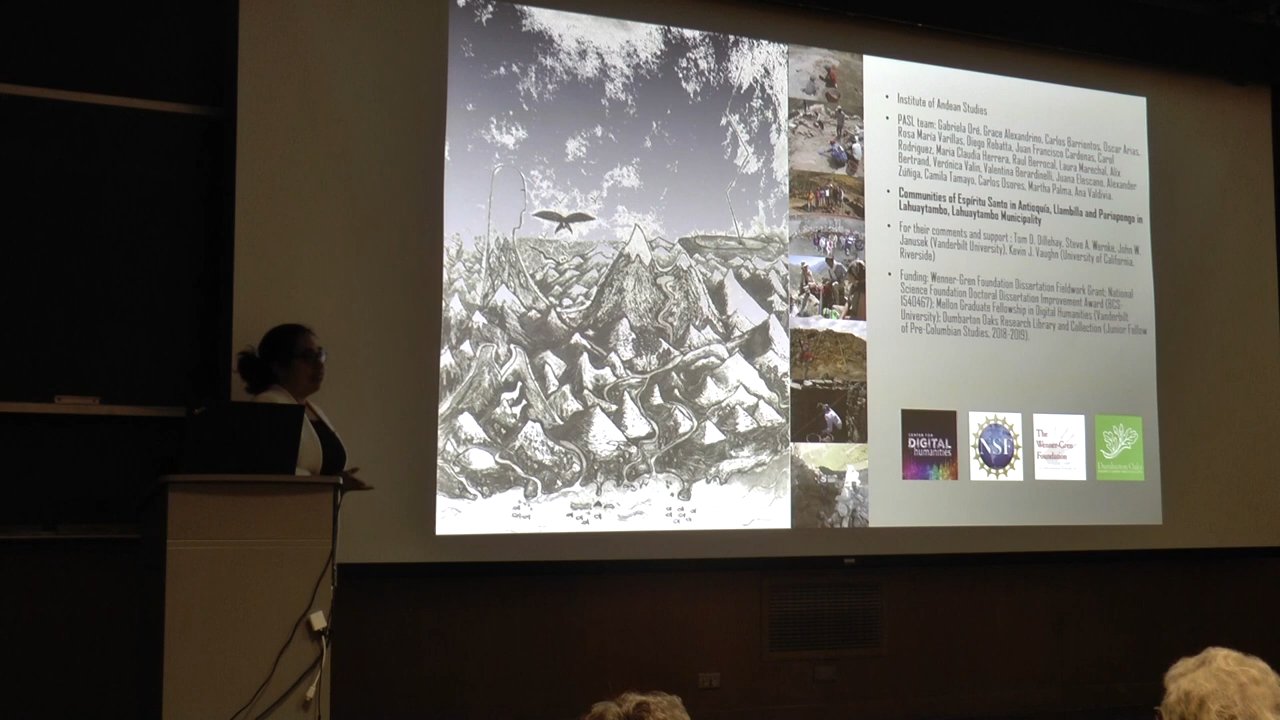 • Institute of Andean Studies
• PASL team: Gabriela Oré, Grace Alexandrino, Carlos Barrientos, Oscar Arias,
Rosa María Varillas, Diego Rebatta, Juan Francisco Cardenas, Carol
Rodriguez, Maria Claudia Herrera, Raul Berrocal, Laura Marechal, Alix
Bertrand, Verónica Valin, Valentina Berardinelli, Juana Elescano, Alexander
Zúñiga, Camila Tamayo, Carlos Osores, Martha Palma, Ana Valdivia.
• Communities of Espíritu Santo in Antioquía, Llambilla and Pariapongo in
Lahuaytambo, Lahuaytambo Municipality
• For their comments and support : Tom D. Dillehay, Steve A. Wernke, John W.
Janusek (Vanderbilt University), Kevin J. Vaughn (University of California,
Riverside)
• Funding: Wenner-Gren Foundation Dissertation Fieldwork Grant; National
Science Foundation Doctoral Dissertation Improvement Award (BCS-
1540467); Mellon Graduate Fellowship in Digital Humanities (Vanderbilt
University); Dumbarton Oaks Research Library and Collection (Junior Fellow
of Pre-Columbian Studies, 2018-2019).
CENTER FOR
DIGITAL
humanities
NSF
The
Wenner-Gren
Foundation
Dumbarton Oaks